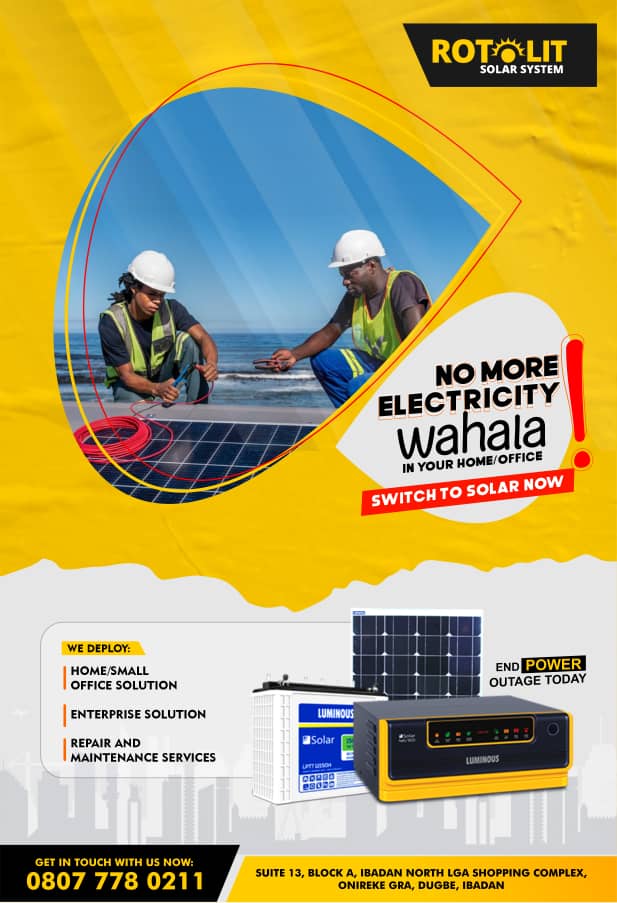 ROTOLIT
SOLAR SYSTEM
NO MORE
ELECTRICITY
wahala!
IN YOUR HOME/OFFICE
SWITCH TO SOLAR NOW
WE DEPLOY:
HOME/SMALL
OFFICE SOLUTION
ENTERPRISE SOLUTION
REPAIR AND
MAINTENANCE SERVICES
END POWER
OUTAGE TODAY
LUMINOUS
Solar
Solar
LUMINOUS
GET IN TOUCH WITH US NOW:
0807 778 0211
SUITE 13, BLOCK A, IBADAN NORTH LGA SHOPPING COMPLEX,
ONIREKE GRA, DUGBE, IBADAN